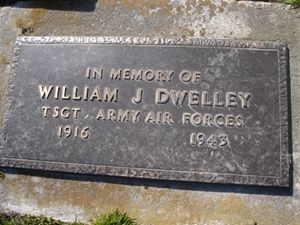 IN MEMORY OF
WILLIAM J DWELLEY
TSGT ARMY AIR FORCES
1916 1943